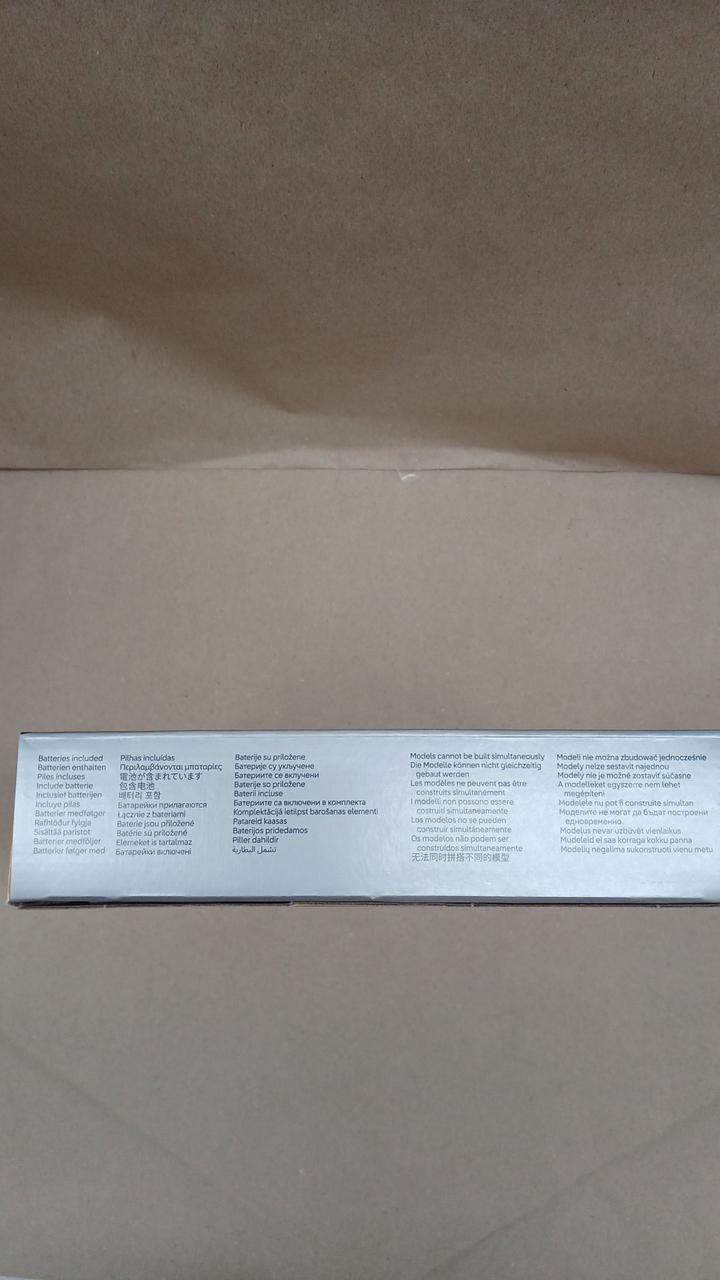 Batteries included
Batterien enthalten
Piles incluses
Include batterie
Inclusief batterijen
Incluye pilas
Batterier medfølger
Rafhlöður fylgja
Sisältää paristot
Batterier medföljer
Batterier følger med
Pilhas incluídas
Περιλαμβάνονται μπαταρίες
電池が含まれています
包含电池
배터리 포함
Батарейки прилагаются
Łącznie z bateriami
Baterie jsou přiložené
Batérie sú priložené
Elemeket is tartalmaz
Батарейки включені
Baterije su priložene
Батерије су укључене
Батериите се вклучени
Baterije so priložene
Baterii incluse
Батериите са включени в комплекта
Komplektācijā ietilpst barošanas elementi
Patareid kaasas
Baterijos pridedamos
Piller dahildir
تشمل البطارية
Models cannot be built simultaneously
Die Modelle können nicht gleichzeitig
gebaut werden
Les modèles ne peuvent pas être
construits simultanément
I modelli non possono essere
costruiti simultaneamente
Los modelos no se pueden
construir simultáneamente
Os modelos não podem ser
construídos simultaneamente
无法同时拼搭不同的模型
Modeli nie można zbudować jednocześnie
Modely nelze sestavit najednou
Modely nie je možné zostaviť súčasne
A modelleket egyszerre nem lehet
megépíteni
Modelele nu pot fi construite simultan
Моделите не могат да бъдат построени
едновременно.
Modeļus nevar uzbūvēt vienlaikus
Mudeleid ei saa korraga kokku panna
Modelių negalima sukonstruoti vienu metu